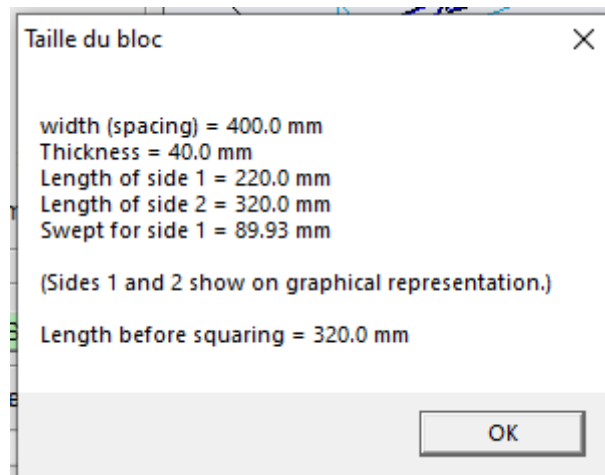 Taille du bloc
width (spacing) = 400.0 mm
Thickness = 40.0 mm
Length of side 1 = 220.0 mm
Length of side 2 = 320.0 mm
Swept for side 1 = 89.93 mm
(Sides 1 and 2 show on graphical representation.)
Length before squaring = 320.0 mm
OK